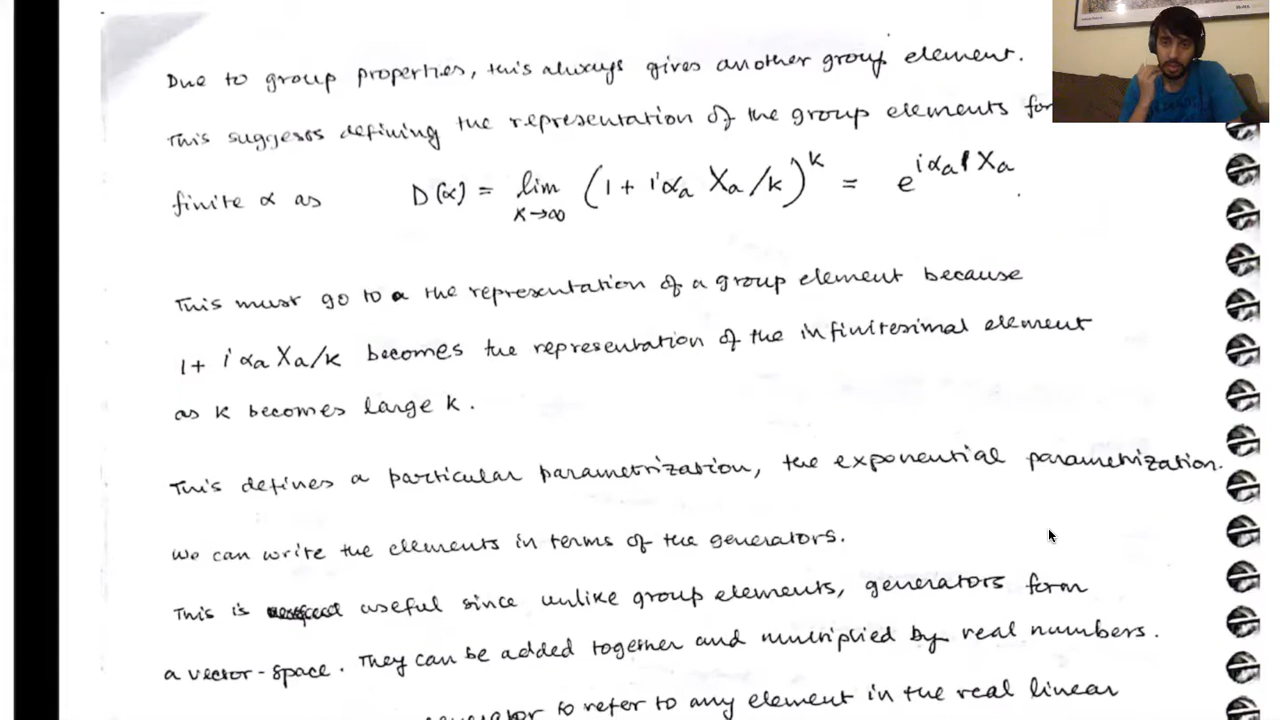 Due to group properties, this always gives another group element.
This suggests defining the representation of the group elements for
finite α as D(α) = lim K→∞ (1 + iαa Xa/k)^k = e^{iαa Xa}.
This must go to a the representation of a group element because
1 + iαa Xa/k becomes the representation of the infinitesimal element
as K becomes large k.
This defines a particular parametrization, the exponential parametrization.
We can write the elements in terms of the generators.
This is useful since unlike group elements, generators form
a vector-space. They can be added together and multiplied by real numbers.
to refer to any element in the real linear